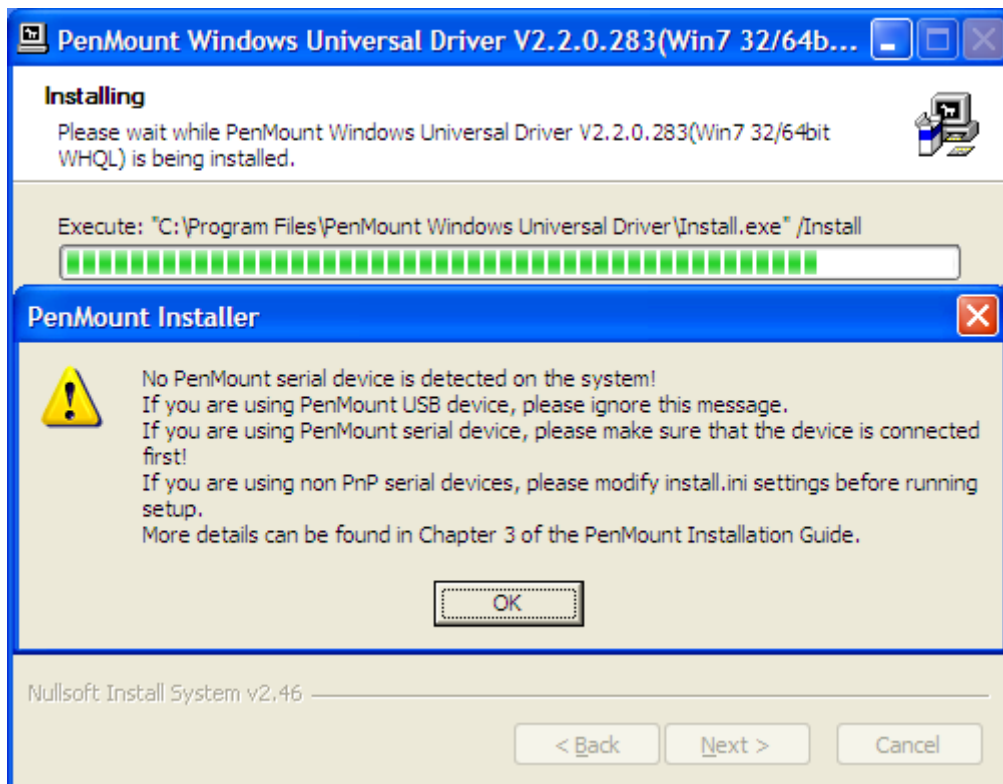 PenMount Windows Universal Driver V2.2.0.283(Win7 32/64b...
Installing
Please wait while PenMount Windows Universal Driver V2.2.0.283(Win7 32/64bit
WHQL) is being installed.
Execute: "C:\Program Files\PenMount Windows Universal Driver\Install.exe" /Install
PenMount Installer
No PenMount serial device is detected on the system!
If you are using PenMount USB device, please ignore this message.
If you are using PenMount serial device, please make sure that the device is connected
first!
If you are using non PnP serial devices, please modify install.ini settings before running
setup.
More details can be found in Chapter 3 of the PenMount Installation Guide.
OK
Nullsoft Install System v2.46
< Back Next > Cancel